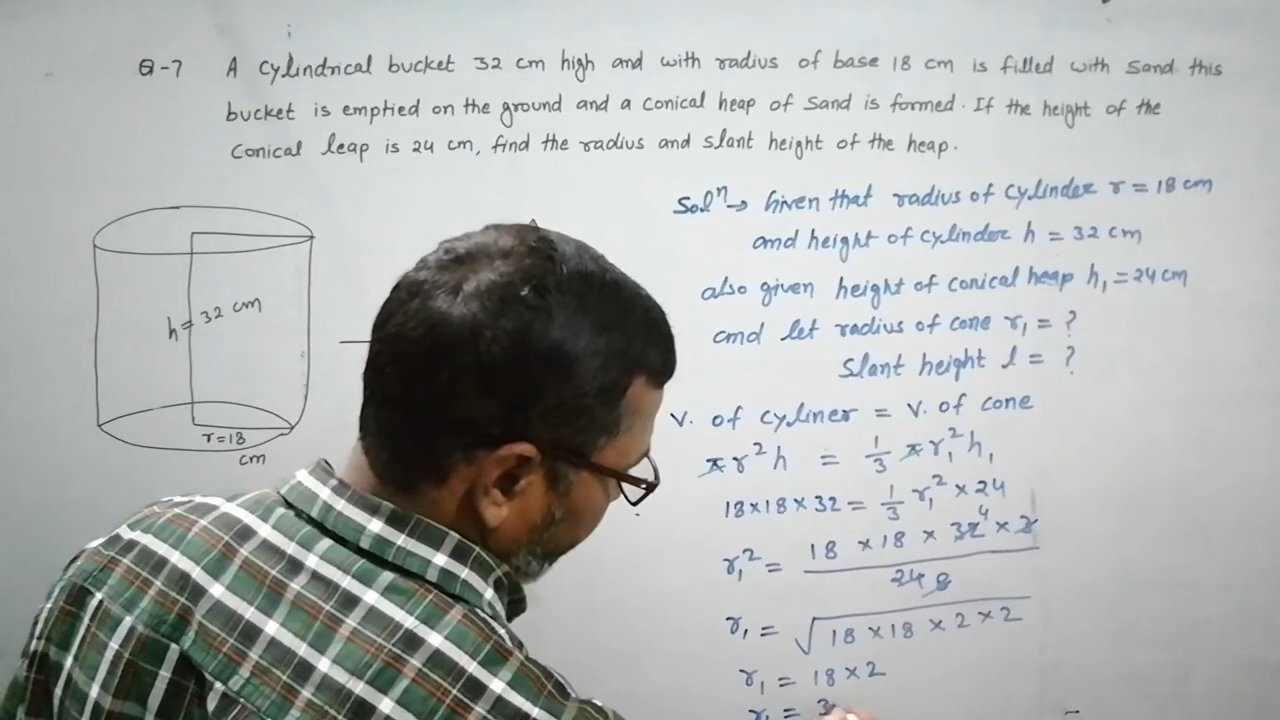 Q-7 A cylindrical bucket 32 cm high and with radius of base 18 cm is filled with sand. this
bucket is emptied on the ground and a conical heap of sand is formed. If the height of the
conical leap is 24 cm, find the radius and slant height of the heap.
h = 32 cm
r = 18
cm
Solⁿ → Given that radius of cylinder r = 18 cm
and height of cylinder h = 32 cm
also given height of conical heap h₁ = 24 cm
and let radius of cone r₁ = ?
Slant height l = ?
V. of cyliner = V. of cone
πr²h = 1/3 πr₁²h₁
18×18×32 = 1/3 r₁² × 24
r₁² = 18 × 18 × 32 4 × 3 / 24 8
r₁ = √18×18×2×2
r₁ = 18×2
r₁ = 3